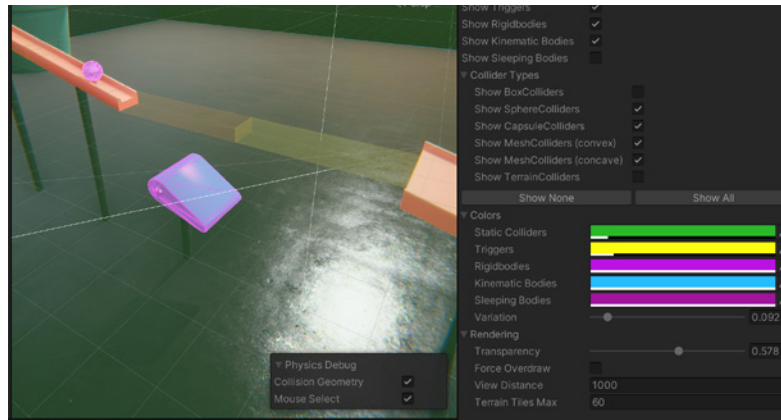 Show Triggers
Show Rigidbodies
Show Kinematic Bodies
Show Sleeping Bodies
Collider Types
Show BoxColliders
Show SphereColliders
Show CapsuleColliders
Show MeshColliders (convex)
Show MeshColliders (concave)
Show TerrainColliders
Show None Show All
Colors
Static Colliders
Triggers
Rigidbodies
Kinematic Bodies
Sleeping Bodies
Variation 0.092
Rendering
Transparency 0.578
Force Overdraw
View Distance 1000
Terrain Tiles Max 60
Physics Debug
Collision Geometry
Mouse Select